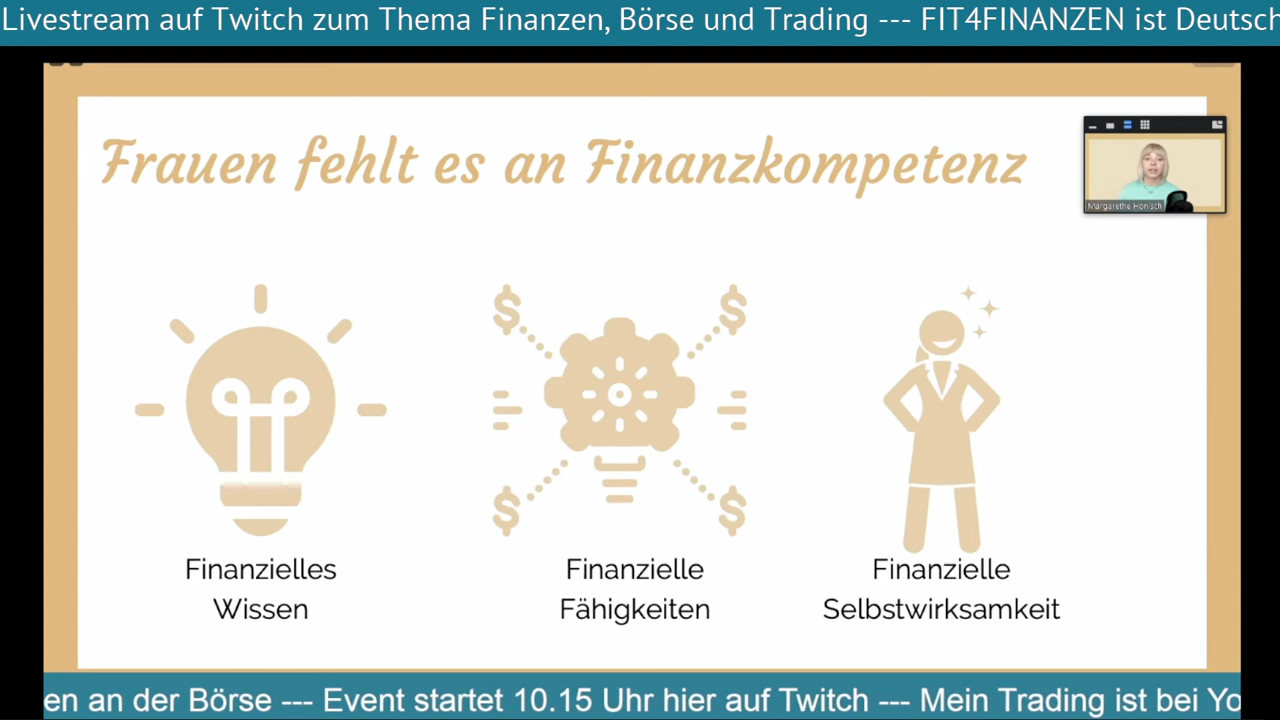 Livestream auf Twitch zum Thema Finanzen, Börse und Trading --- FIT4FINANZEN ist Deutsch
Frauen fehlt es an Finanzkompetenz
Margarethe Honisch
$ $
$ $
Finanzielles
Wissen
Finanzielle
Fähigkeiten
Finanzielle
Selbstwirksamkeit
en an der Börse --- Event startet 10.15 Uhr hier auf Twitch --- Mein Trading ist bei Yo